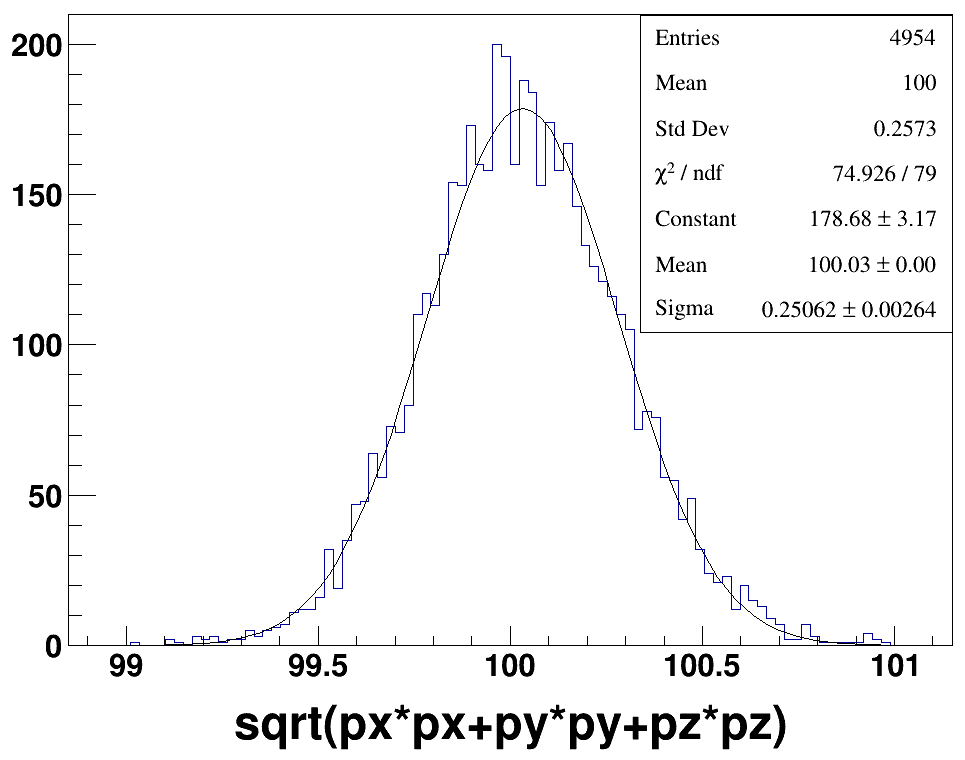 200
150
100
50
0
99
99.5
100
100.5
101
sqrt(px*px+py*py+pz*pz)
Entries 4954
Mean 100
Std Dev 0.2573
χ² / ndf 74.926 / 79
Constant 178.68 ± 3.17
Mean 100.03 ± 0.00
Sigma 0.25062 ± 0.00264